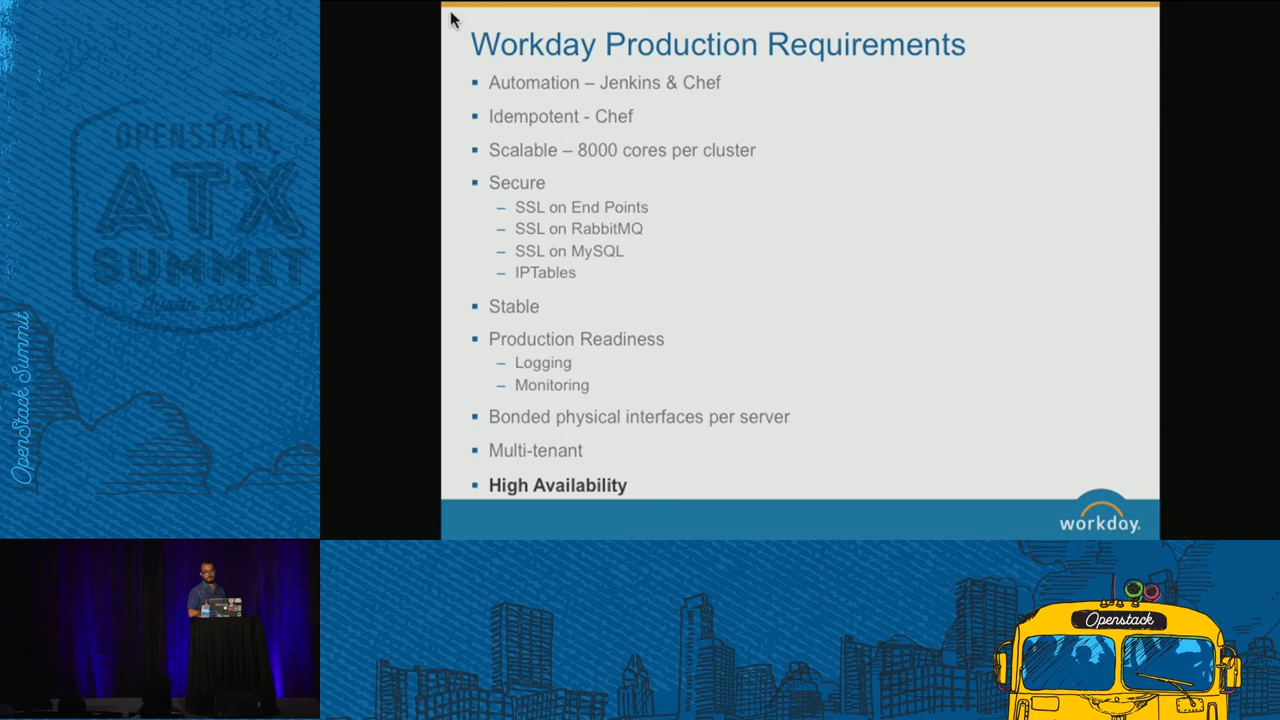 OPENSTACK
ATX
SUMMIT
Austin 2016
OpenStack Summit
Workday Production Requirements
▪ Automation – Jenkins & Chef
▪ Idempotent - Chef
▪ Scalable – 8000 cores per cluster
▪ Secure
– SSL on End Points
– SSL on RabbitMQ
– SSL on MySQL
– IPTables
▪ Stable
▪ Production Readiness
– Logging
– Monitoring
▪ Bonded physical interfaces per server
▪ Multi-tenant
▪ High Availability
workday.
Openstack